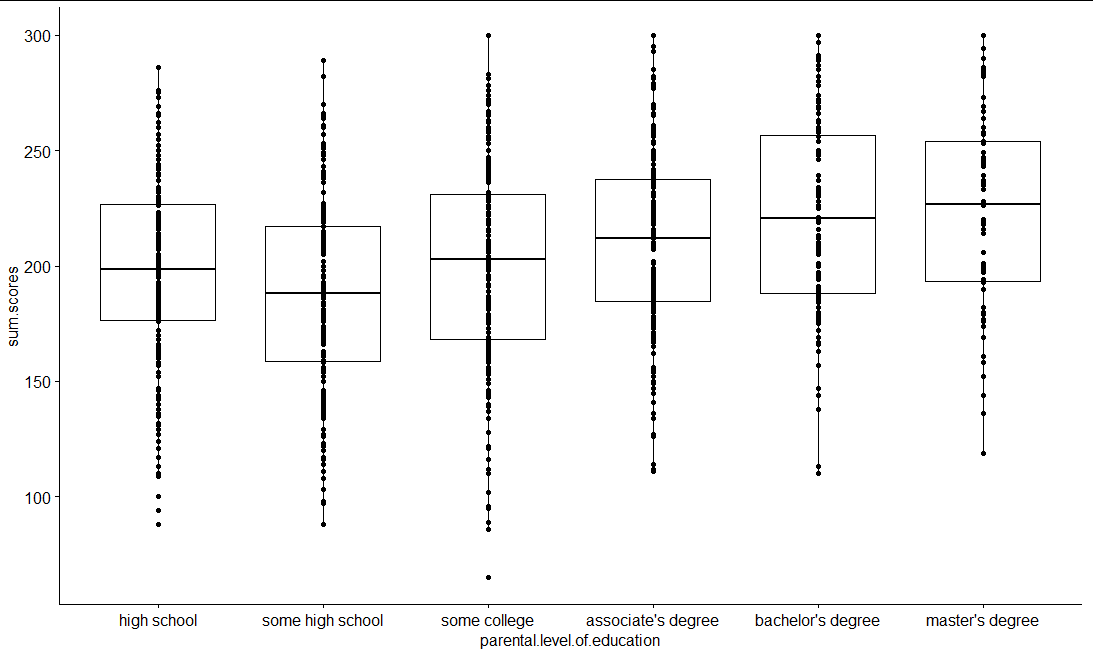 300
250
200
150
100
sum.scores
high school
some high school
some college
associate's degree
bachelor's degree
master's degree
parental.level.of.education